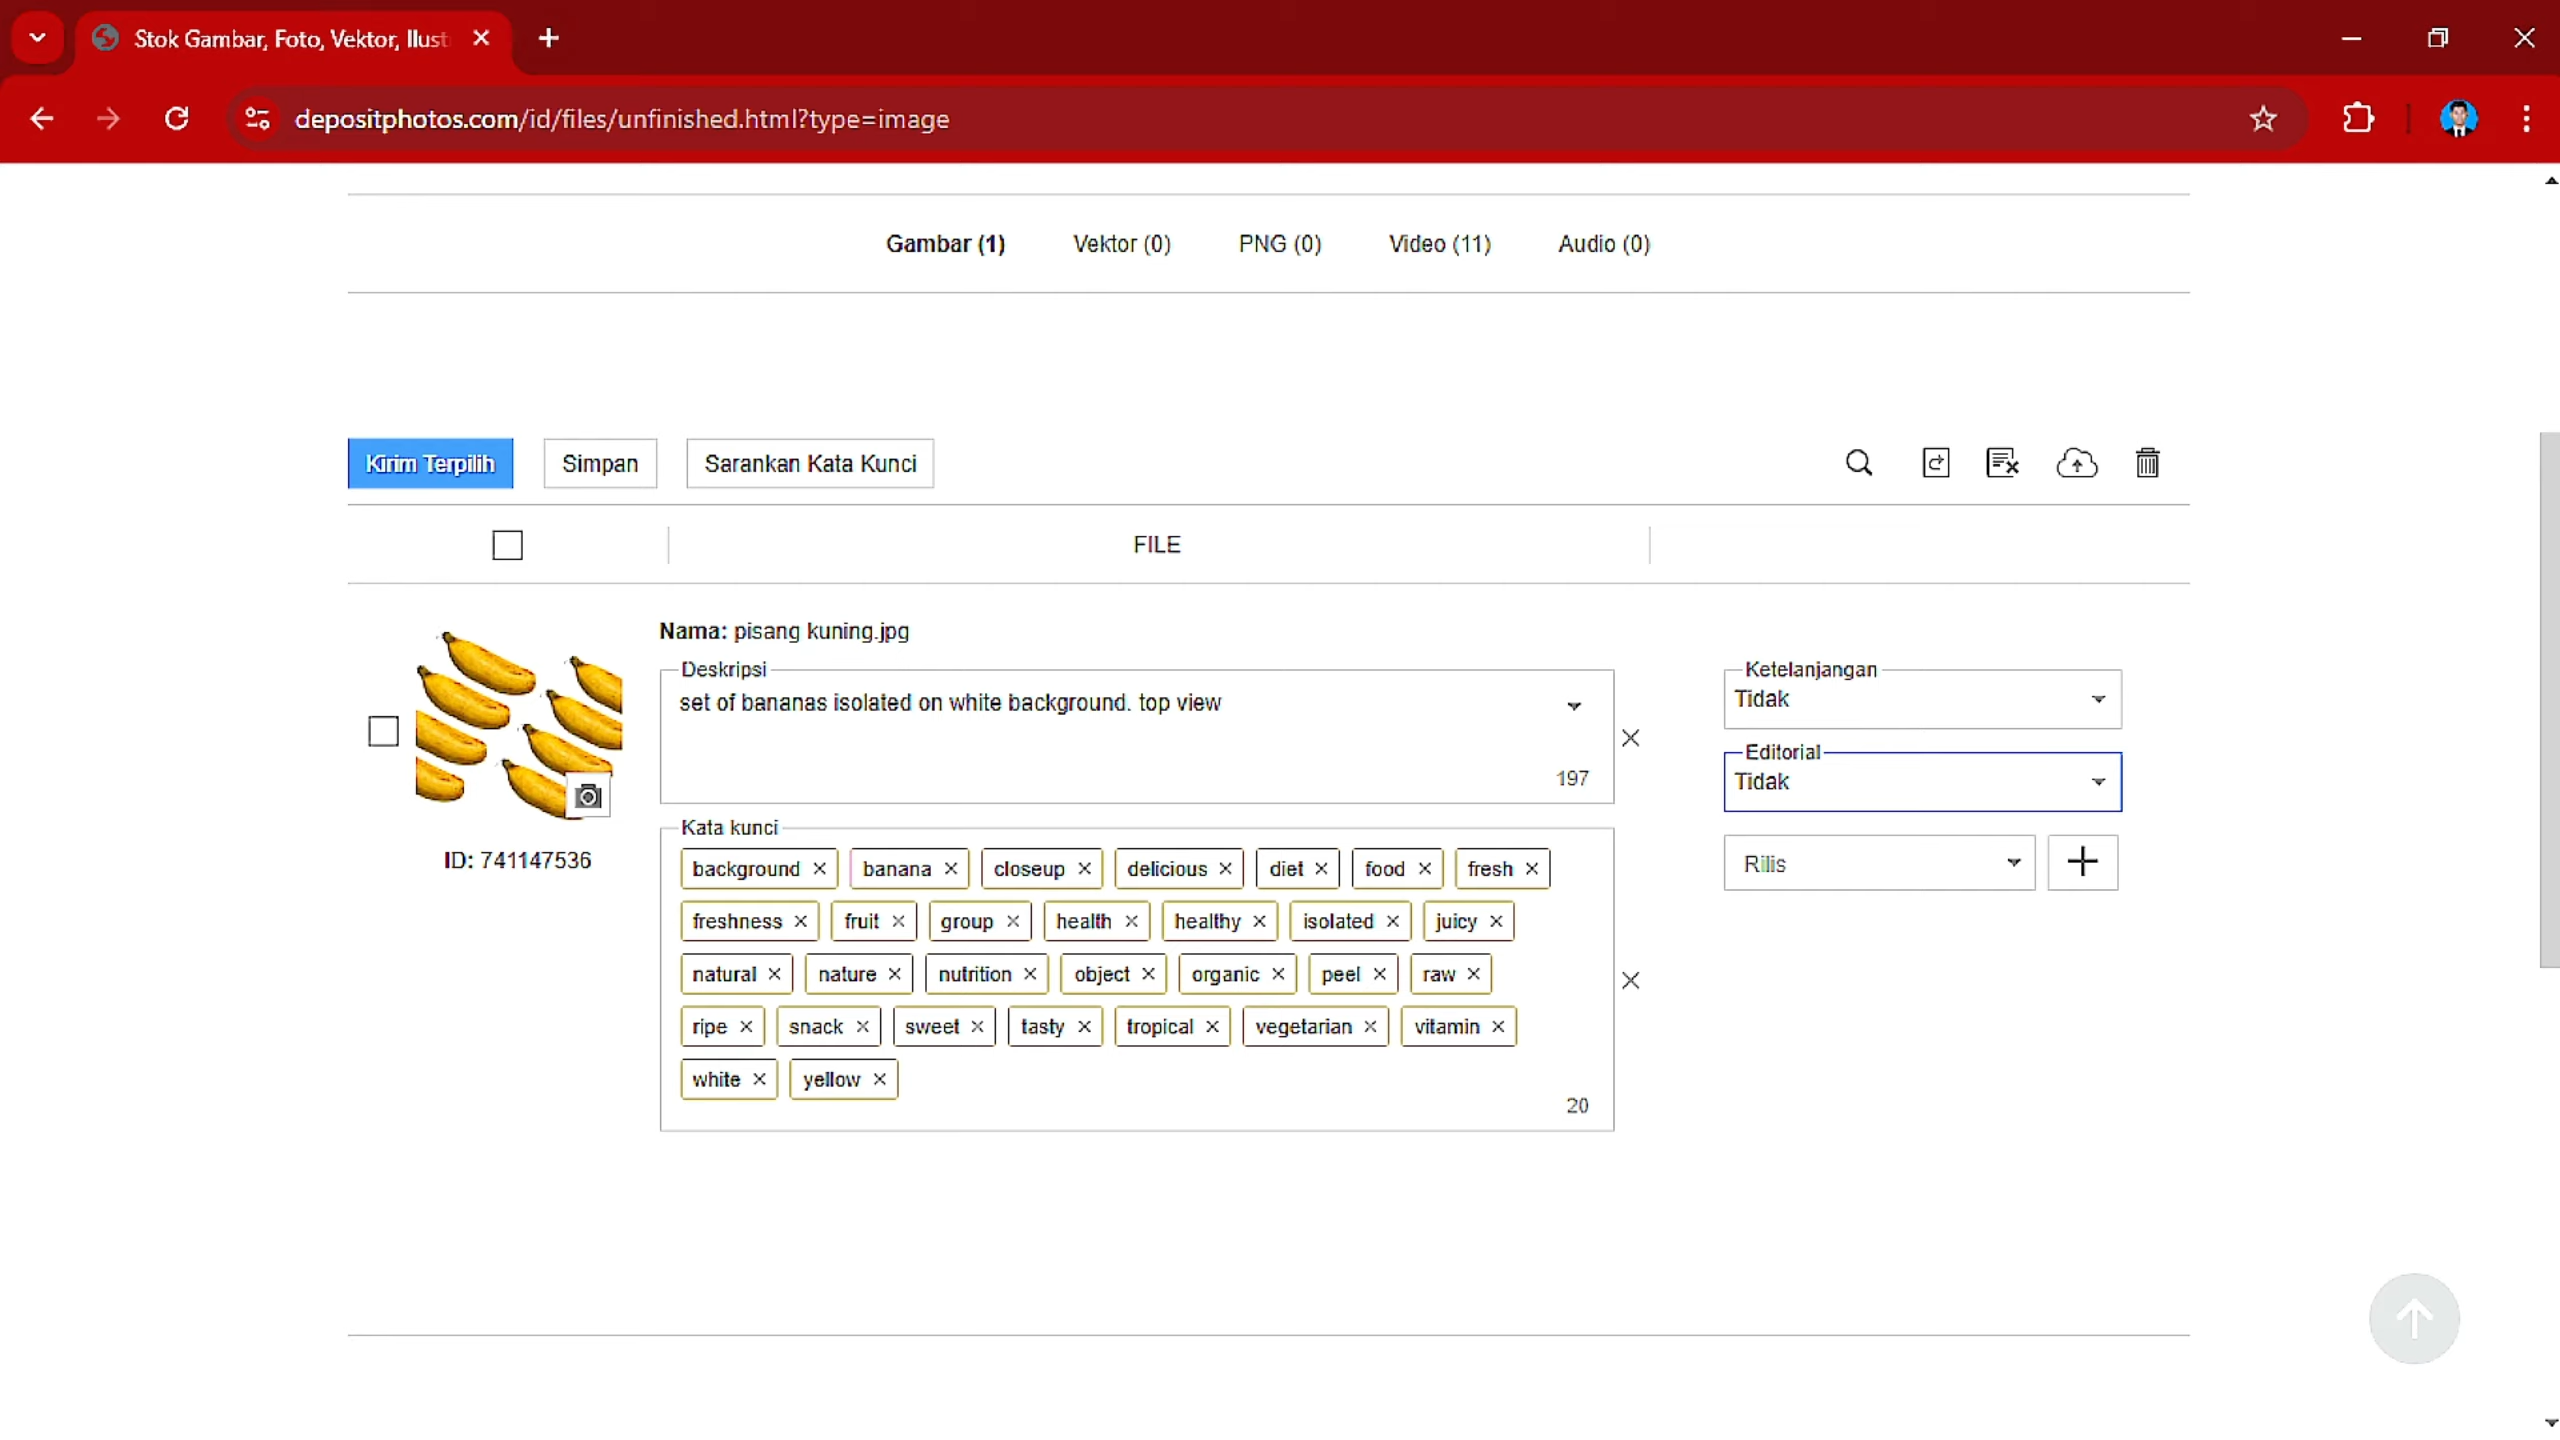 Stok Gambar, Foto, Vektor, Ilust
depositphotos.com/id/files/unfinished.html?type=image
Gambar (1) Vektor (0) PNG (0) Video (11) Audio (0)
Kirim Terpilih Simpan Sarankan Kata Kunci
FILE
Nama: pisang kuning.jpg
Deskripsi
set of bananas isolated on white background. top view
197
Ketelanjangan
Tidak
Editorial
Tidak
Rilis
ID: 741147536
Kata kunci
background banana closeup delicious diet food fresh
freshness fruit group health healthy isolated juicy
natural nature nutrition object organic peel raw
ripe snack sweet tasty tropical vegetarian vitamin
white yellow
20